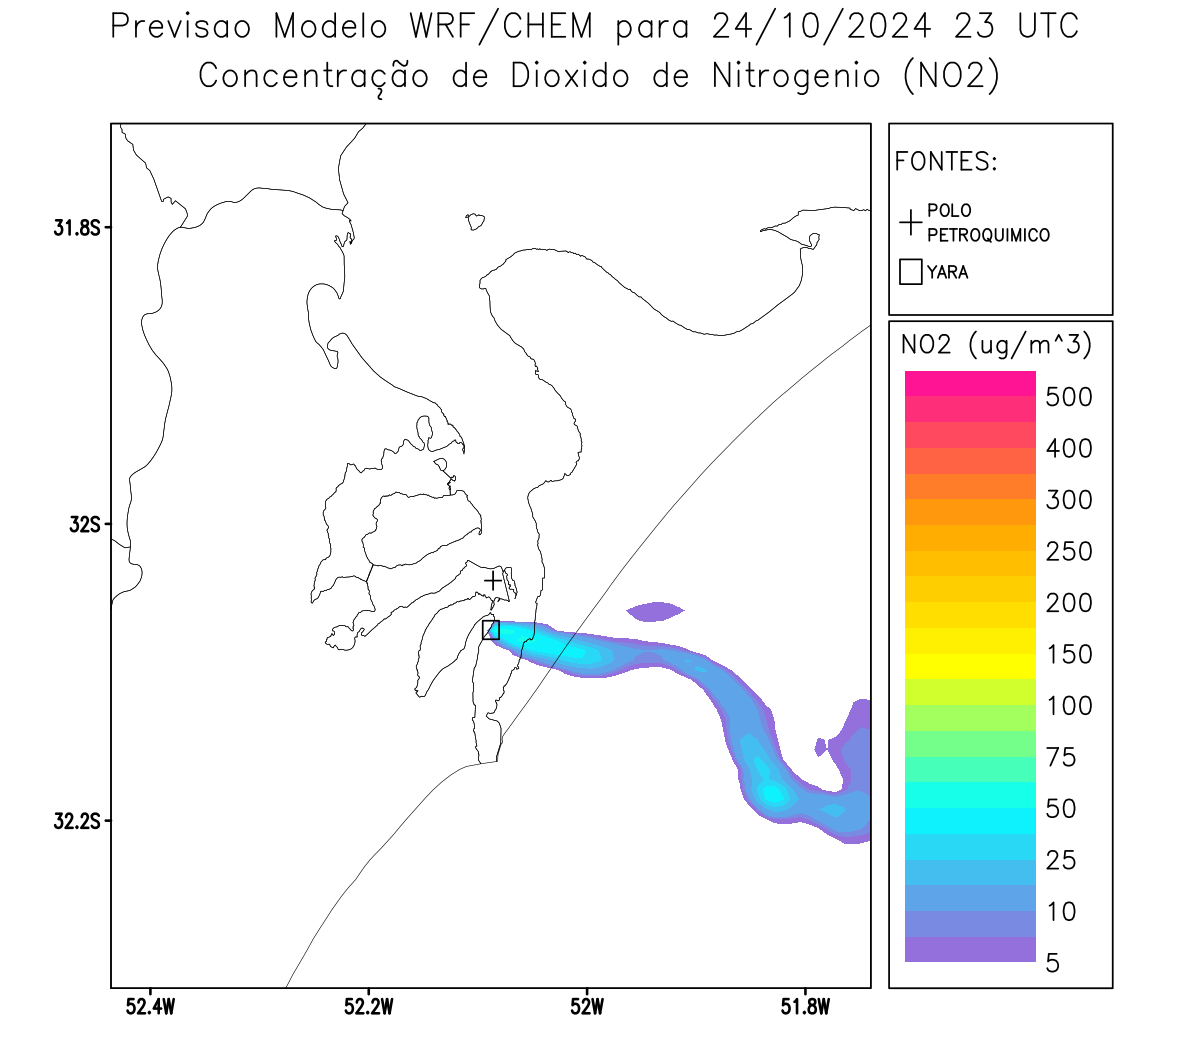 Previsao Modelo WRF/CHEM para 24/10/2024 23 UTC
Concentração de Dioxido de Nitrogenio (NO2)
FONTES:
POLO
PETROQUIMICO
YARA
NO2 (ug/m^3)
500
400
300
250
200
150
100
75
50
25
10
5
31.8S
32S
32.2S
52.4W
52.2W
52W
51.8W